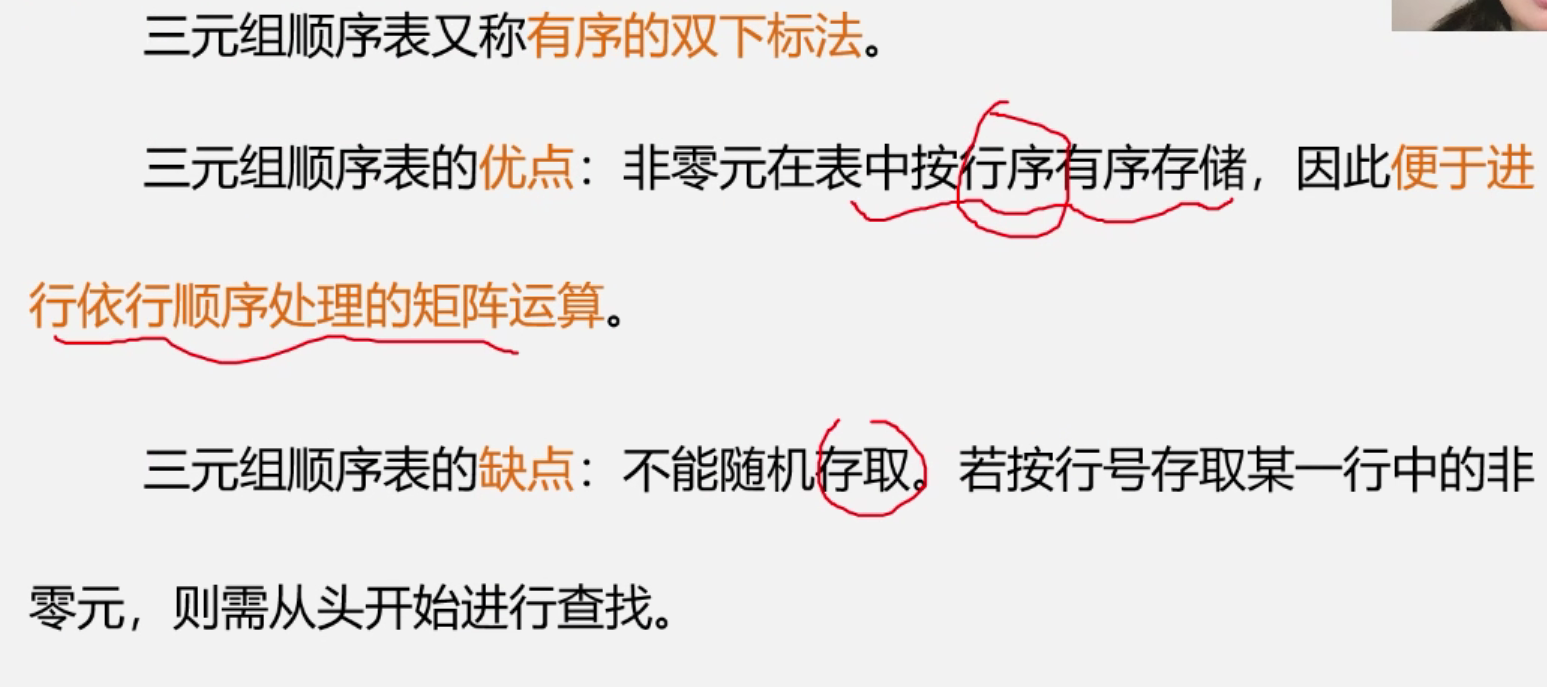 三元组顺序表又称有序的双下标法。
三元组顺序表的优点：非零元在表中按行序有序存储，因此便于进
行依行顺序处理的矩阵运算。
三元组顺序表的缺点：不能随机存取。若按行号存取某一行中的非
零元，则需从头开始进行查找。